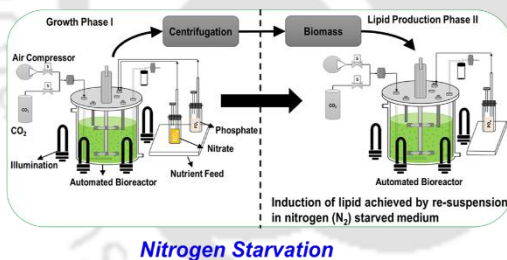 Growth Phase I
Centrifugation
Biomass
Lipid Production Phase II
Air Compressor
CO₂
CO₂
Phosphate
Nitrate
Illumination
Nutrient Feed
Automated Bioreactor
CO₂
Automated Bioreactor
Induction of lipid achieved by re-suspension
in nitrogen (N₂) starved medium
Nitrogen Starvation